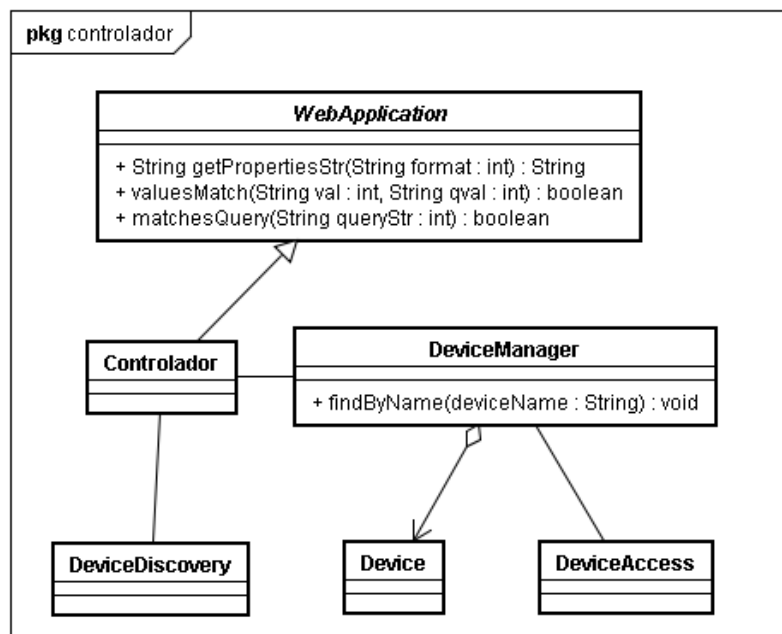 pkg controlador
WebApplication
+ String getPropertiesStr(String format : int) : String
+ valuesMatch(String val : int, String qval : int) : boolean
+ matchesQuery(String queryStr : int) : boolean
Controlador
DeviceManager
+ findByName(deviceName : String) : void
DeviceDiscovery
Device
DeviceAccess